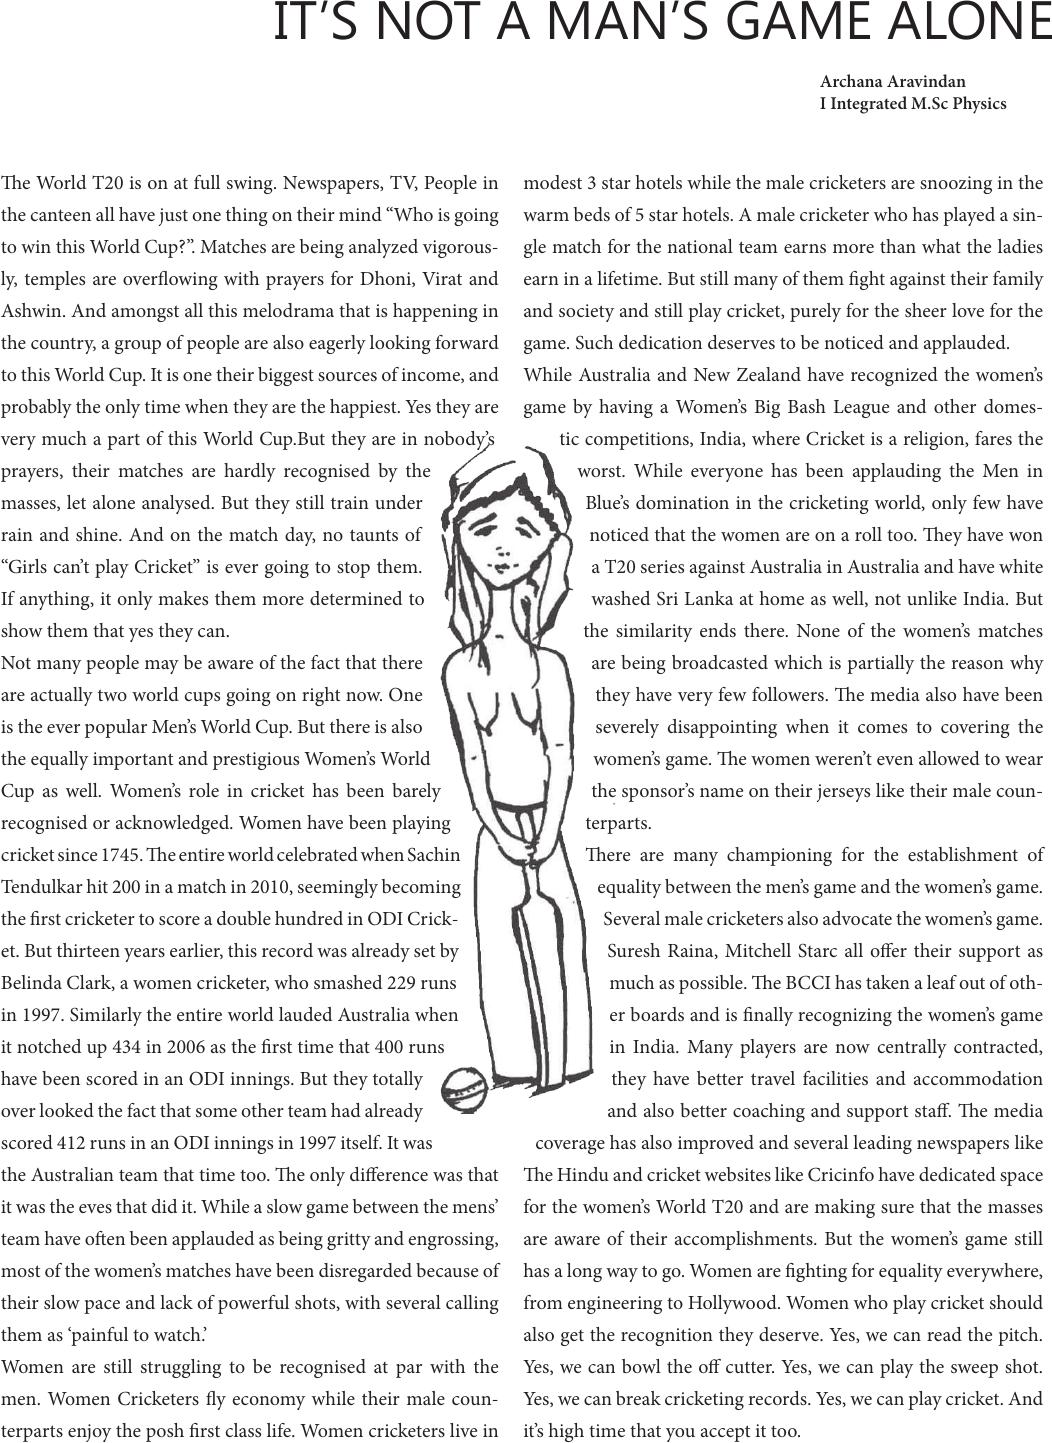 IT'S NOT A MAN'S GAME ALONE
Archana Aravindan
I Integrated M.Sc Physics
The World T20 is on at full swing. Newspapers, TV, People in
the canteen all have just one thing on their mind “Who is going
to win this World Cup?”. Matches are being analyzed vigorous-
ly, temples are overflowing with prayers for Dhoni, Virat and
Ashwin. And amongst all this melodrama that is happening in
the country, a group of people are also eagerly looking forward
to this World Cup. It is one their biggest sources of income, and
probably the only time when they are the happiest. Yes they are
very much a part of this World Cup.But they are in nobody’s
prayers, their matches are hardly recognised by the
masses, let alone analysed. But they still train under
rain and shine. And on the match day, no taunts of
“Girls can’t play Cricket” is ever going to stop them.
If anything, it only makes them more determined to
show them that yes they can.
Not many people may be aware of the fact that there
are actually two world cups going on right now. One
is the ever popular Men’s World Cup. But there is also
the equally important and prestigious Women’s World
Cup as well. Women’s role in cricket has been barely
recognised or acknowledged. Women have been playing
cricket since 1745. The entire world celebrated when Sachin
Tendulkar hit 200 in a match in 2010, seemingly becoming
the first cricketer to score a double hundred in ODI Crick-
et. But thirteen years earlier, this record was already set by
Belinda Clark, a women cricketer, who smashed 229 runs
in 1997. Similarly the entire world lauded Australia when
it notched up 434 in 2006 as the first time that 400 runs
have been scored in an ODI innings. But they totally
over looked the fact that some other team had already
scored 412 runs in an ODI innings in 1997 itself. It was
the Australian team that time too. The only difference was that
it was the eves that did it. While a slow game between the mens’
team have often been applauded as being gritty and engrossing,
most of the women’s matches have been disregarded because of
their slow pace and lack of powerful shots, with several calling
them as ‘painful to watch.’
Women are still struggling to be recognised at par with the
men. Women Cricketers fly economy while their male coun-
terparts enjoy the posh first class life. Women cricketers live in
modest 3 star hotels while the male cricketers are snoozing in the
warm beds of 5 star hotels. A male cricketer who has played a sin-
gle match for the national team earns more than what the ladies
earn in a lifetime. But still many of them fight against their family
and society and still play cricket, purely for the sheer love for the
game. Such dedication deserves to be noticed and applauded.
While Australia and New Zealand have recognized the women’s
game by having a Women’s Big Bash League and other domes-
tic competitions, India, where Cricket is a religion, fares the
worst. While everyone has been applauding the Men in
Blue’s domination in the cricketing world, only few have
noticed that the women are on a roll too. They have won
a T20 series against Australia in Australia and have white
washed Sri Lanka at home as well, not unlike India. But
the similarity ends there. None of the women’s matches
are being broadcasted which is partially the reason why
they have very few followers. The media also have been
severely disappointing when it comes to covering the
women’s game. The women weren’t even allowed to wear
the sponsor’s name on their jerseys like their male coun-
terparts.
There are many championing for the establishment of
equality between the men’s game and the women’s game.
Several male cricketers also advocate the women’s game.
Suresh Raina, Mitchell Starc all offer their support as
much as possible. The BCCI has taken a leaf out of oth-
er boards and is finally recognizing the women’s game
in India. Many players are now centrally contracted,
they have better travel facilities and accommodation
and also better coaching and support staff. The media
coverage has also improved and several leading newspapers like
The Hindu and cricket websites like Cricinfo have dedicated space
for the women’s World T20 and are making sure that the masses
are aware of their accomplishments. But the women’s game still
has a long way to go. Women are fighting for equality everywhere,
from engineering to Hollywood. Women who play cricket should
also get the recognition they deserve. Yes, we can read the pitch.
Yes, we can bowl the off cutter. Yes, we can play the sweep shot.
Yes, we can break cricketing records. Yes, we can play cricket. And
it’s high time that you accept it too.